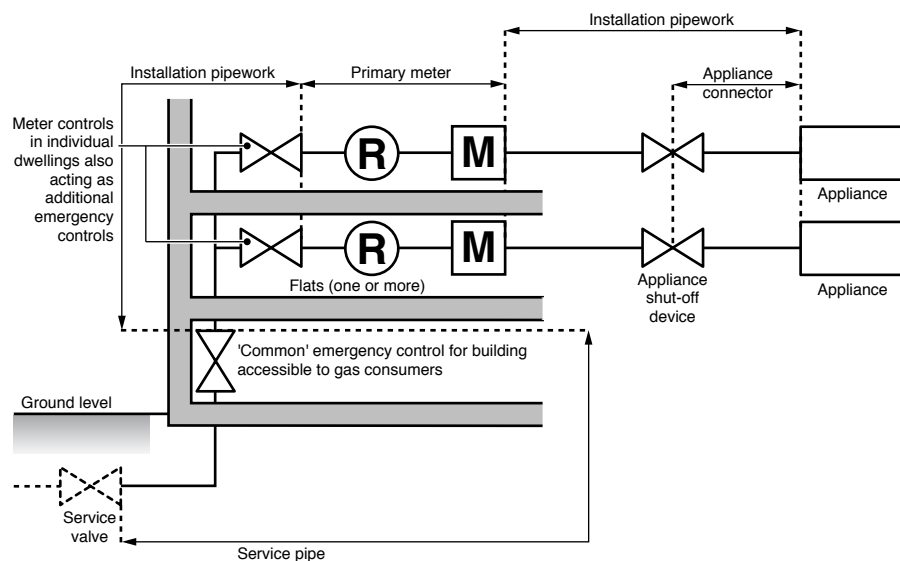 Installation pipework
Installation pipework
Primary meter
Appliance
connector
Meter controls
in individual
dwellings also
acting as
additional
emergency
controls
R
M
Appliance
R
M
Flats (one or more)
Appliance
shut-off
device
Appliance
'Common' emergency control for building
accessible to gas consumers
Ground level
Service
valve
Service pipe